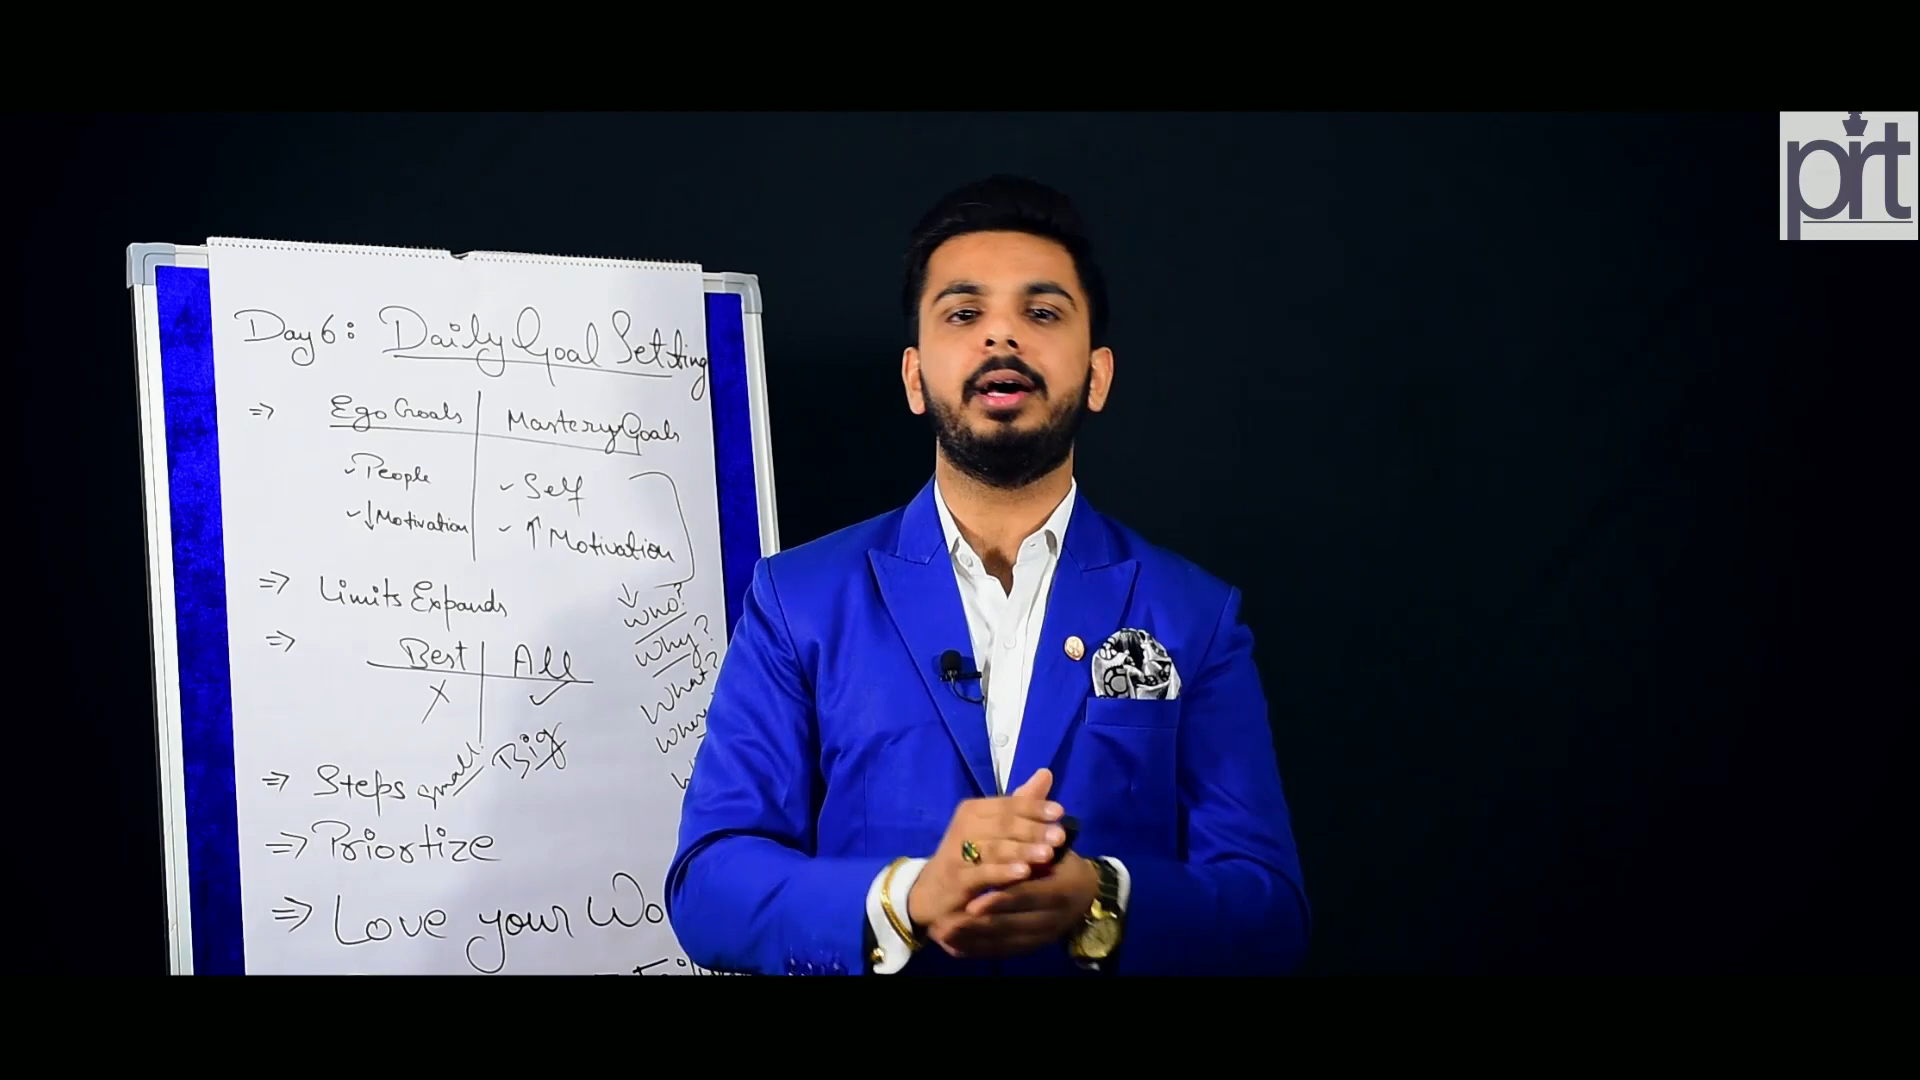 Day 6: Daily Goal Setting
=> Ego Goals | Mastery Goals
✓ People ✓ Self
✓ ↓ Motivation ✓ ↑ Motivation
=> Limits Expands
↓ Who?
Why?
What?
=> Best | All
X ✓
=> Steps small Big
=> Priortize
=> Love your Wo
prt